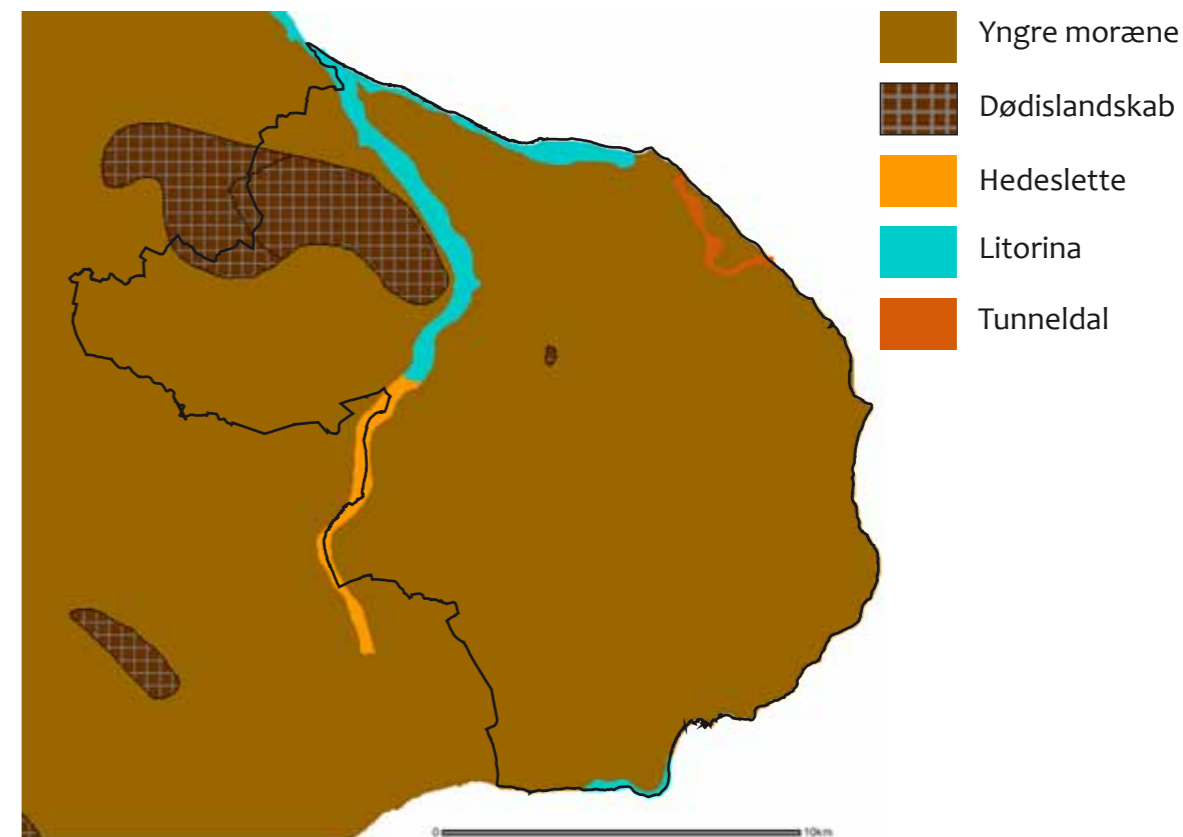 Yngre moræne
Dødislandskab
Hedeslette
Litorina
Tunneldal
0 10km